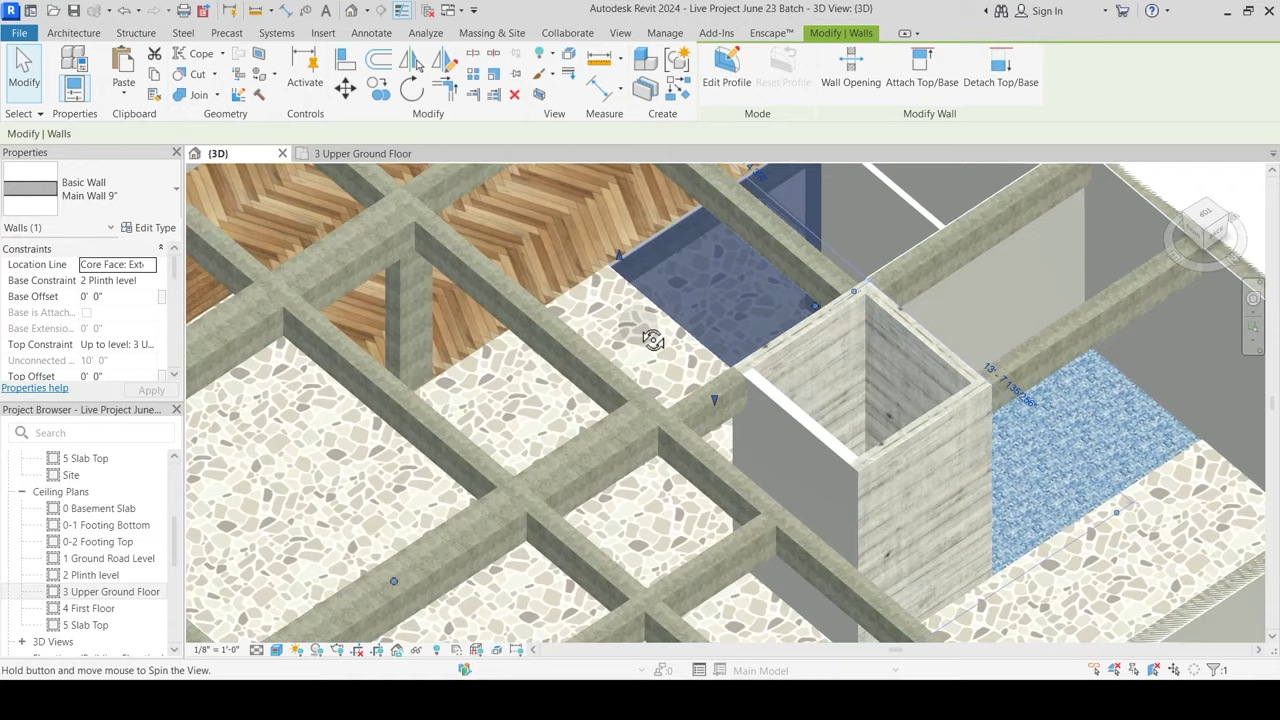 Autodesk Revit 2024 - Live Project June 23 Batch - 3D View: {3D}
Sign In
File Architecture Structure Steel Precast Systems Insert Annotate Analyze Massing & Site Collaborate View Manage Add-Ins Enscape™ Modify | Walls
Modify
Paste
Cope
Cut
Join
Activate
Edit Profile
Reset Profile
Wall Opening
Attach Top/Base
Detach Top/Base
Select Properties Clipboard Geometry Controls Modify View Measure Create Mode Modify Wall
Modify | Walls
Properties
{3D}
3 Upper Ground Floor
Basic Wall
Main Wall 9"
Walls (1)
Edit Type
Constraints
Location Line Core Face: Ext
Base Constraint 2 Plinth level
Base Offset 0' 0"
Base is Attach...
Base Extensio...
Top Constraint Up to level: 3 U...
Unconnected ... 10' 0"
Top Offset 0' 0"
Properties help
Apply
Project Browser - Live Project June...
Search
5 Slab Top
Site
Ceiling Plans
0 Basement Slab
0-1 Footing Bottom
0-2 Footing Top
1 Ground Road Level
2 Plinth level
3 Upper Ground Floor
4 First Floor
5 Slab Top
3D Views
TOP
BACK
1/8" = 1'-0"
Hold button and move mouse to Spin the View.
:0
Main Model
:1